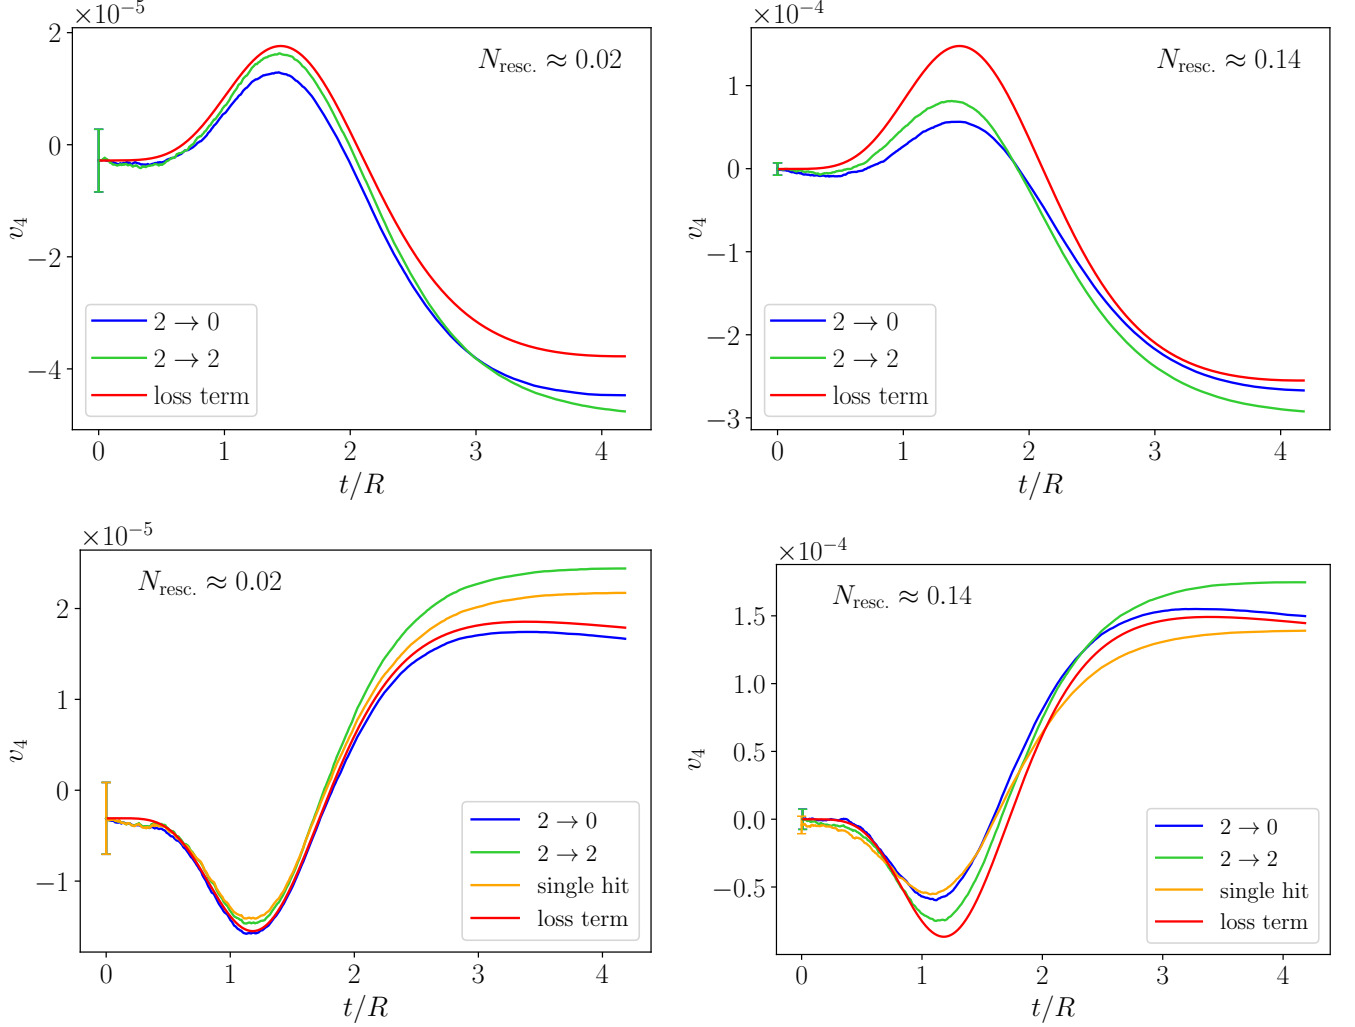 ×10⁻⁵
N_resc. ≈ 0.02
2
0
−2
−4
v₄
2 → 0
2 → 2
loss term
0 1 2 3 4
t/R
×10⁻⁴
N_resc. ≈ 0.14
1
0
−1
−2
−3
v₄
2 → 0
2 → 2
loss term
0 1 2 3 4
t/R
×10⁻⁵
N_resc. ≈ 0.02
2
1
0
−1
v₄
2 → 0
2 → 2
single hit
loss term
0 1 2 3 4
t/R
×10⁻⁴
N_resc. ≈ 0.14
1.5
1.0
0.5
0.0
−0.5
v₄
2 → 0
2 → 2
single hit
loss term
0 1 2 3 4
t/R